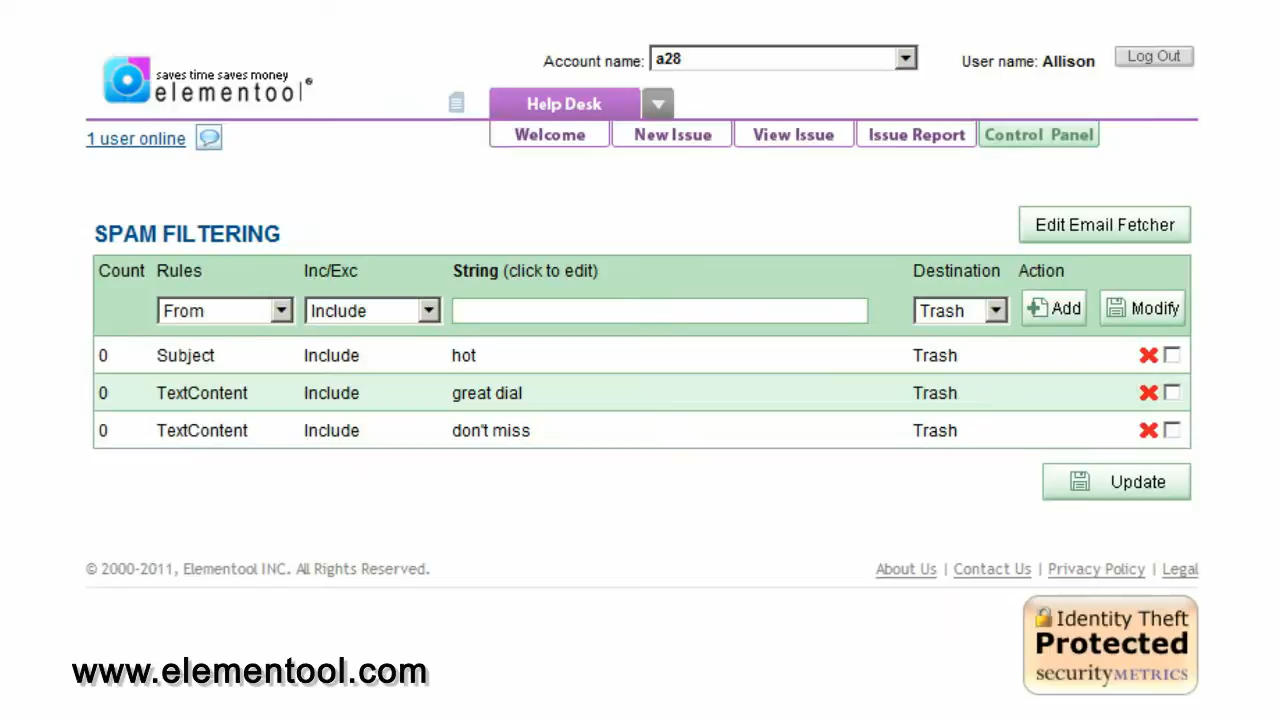 saves time saves money
elementool®
Account name: a28
User name: Allison
Log Out
Help Desk
1 user online
Welcome
New Issue
View Issue
Issue Report
Control Panel
SPAM FILTERING
Edit Email Fetcher
Count Rules Inc/Exc String (click to edit) Destination Action
From Include Trash Add Modify
0 Subject Include hot Trash
0 TextContent Include great dial Trash
0 TextContent Include don't miss Trash
Update
© 2000-2011, Elementool INC. All Rights Reserved.
About Us | Contact Us | Privacy Policy | Legal
Identity Theft
Protected
securityMETRICS
www.elementool.com